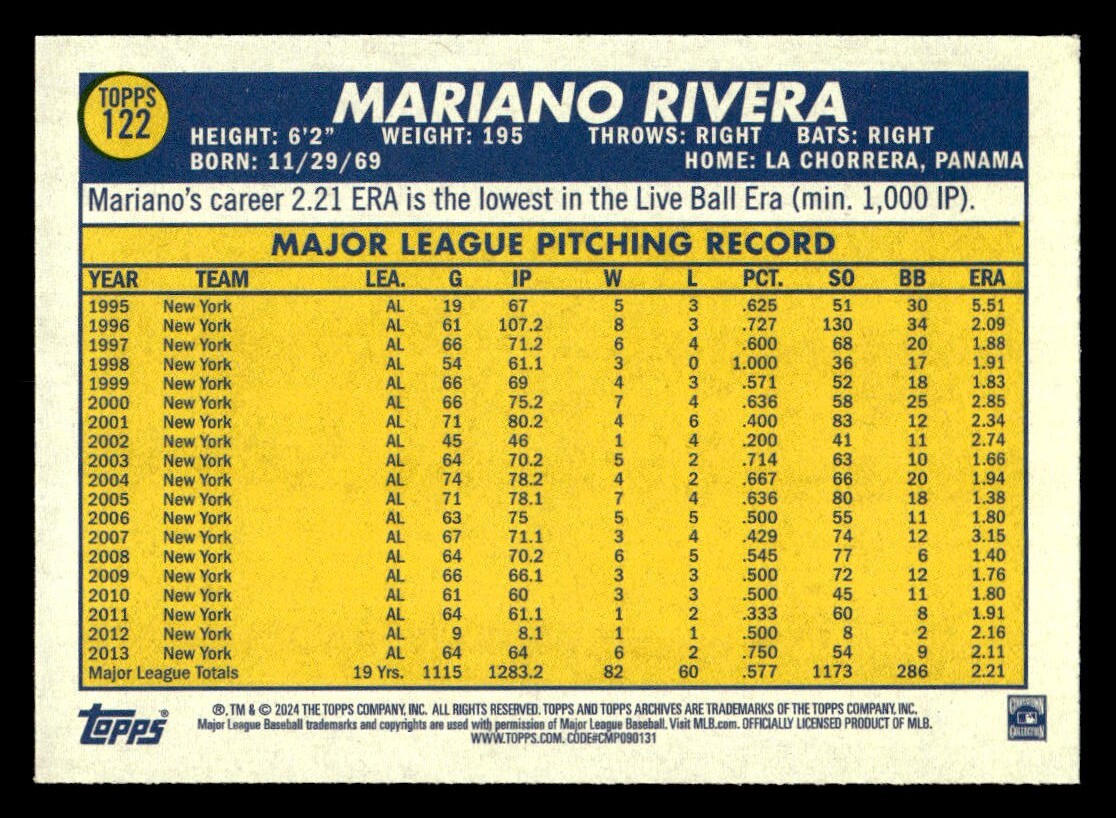 TOPPS
122
MARIANO RIVERA
HEIGHT: 6'2" WEIGHT: 195 THROWS: RIGHT BATS: RIGHT
BORN: 11/29/69 HOME: LA CHORRERA, PANAMA
Mariano's career 2.21 ERA is the lowest in the Live Ball Era (min. 1,000 IP).
MAJOR LEAGUE PITCHING RECORD
YEAR TEAM LEA. G IP W L PCT. SO BB ERA
1995 New York AL 19 67 5 3 .625 51 30 5.51
1996 New York AL 61 107.2 8 3 .727 130 34 2.09
1997 New York AL 66 71.2 6 4 .600 68 20 1.88
1998 New York AL 54 61.1 3 0 1.000 36 17 1.91
1999 New York AL 66 69 4 3 .571 52 18 1.83
2000 New York AL 66 75.2 7 4 .636 58 25 2.85
2001 New York AL 71 80.2 4 6 .400 83 12 2.34
2002 New York AL 45 46 1 4 .200 41 11 2.74
2003 New York AL 64 70.2 5 2 .714 63 10 1.66
2004 New York AL 74 78.2 4 2 .667 66 20 1.94
2005 New York AL 71 78.1 7 4 .636 80 18 1.38
2006 New York AL 63 75 5 5 .500 55 11 1.80
2007 New York AL 67 71.1 3 4 .429 74 12 3.15
2008 New York AL 64 70.2 6 5 .545 77 6 1.40
2009 New York AL 66 66.1 3 3 .500 72 12 1.76
2010 New York AL 61 60 3 3 .500 45 11 1.80
2011 New York AL 64 61.1 1 2 .333 60 8 1.91
2012 New York AL 9 8.1 1 1 .500 8 2 2.16
2013 New York AL 64 64 6 2 .750 54 9 2.11
Major League Totals 19 Yrs. 1115 1283.2 82 60 .577 1173 286 2.21
Topps®
®, TM & © 2024 THE TOPPS COMPANY, INC. ALL RIGHTS RESERVED. TOPPS AND TOPPS ARCHIVES ARE TRADEMARKS OF THE TOPPS COMPANY, INC.
Major League Baseball trademarks and copyrights are used with permission of Major League Baseball. Visit MLB.com. OFFICIALLY LICENSED PRODUCT OF MLB.
WWW.TOPPS.COM. CODE#CMP090131
COOPERSTOWN
COLLECTION